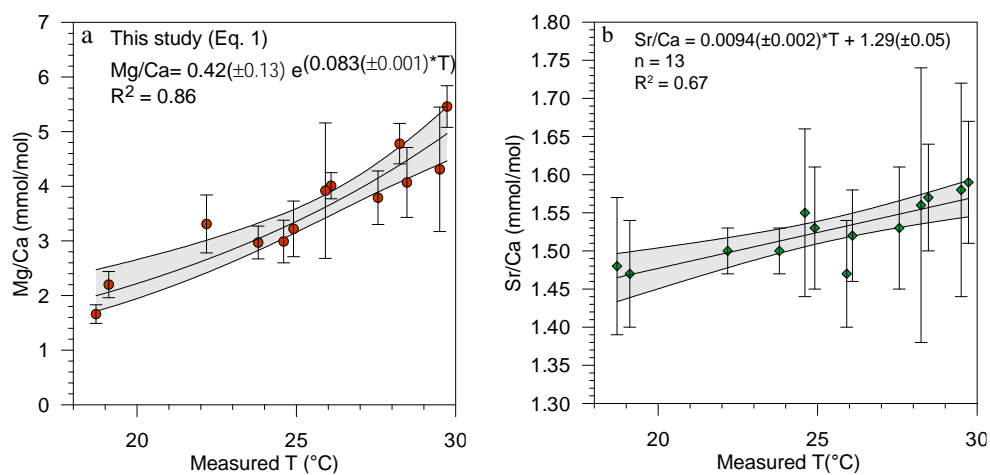 a This study (Eq. 1)
Mg/Ca= 0.42(±0.13) e(0.083(±0.001)*T)
R² = 0.86
7
6
5
4
3
2
1
0
Mg/Ca (mmol/mol)
20 25 30
Measured T (°C)
b Sr/Ca = 0.0094(±0.002)*T + 1.29(±0.05)
n = 13
R² = 0.67
1.80
1.75
1.70
1.65
1.60
1.55
1.50
1.45
1.40
1.35
1.30
Sr/Ca (mmol/mol)
20 25 30
Measured T(°C)